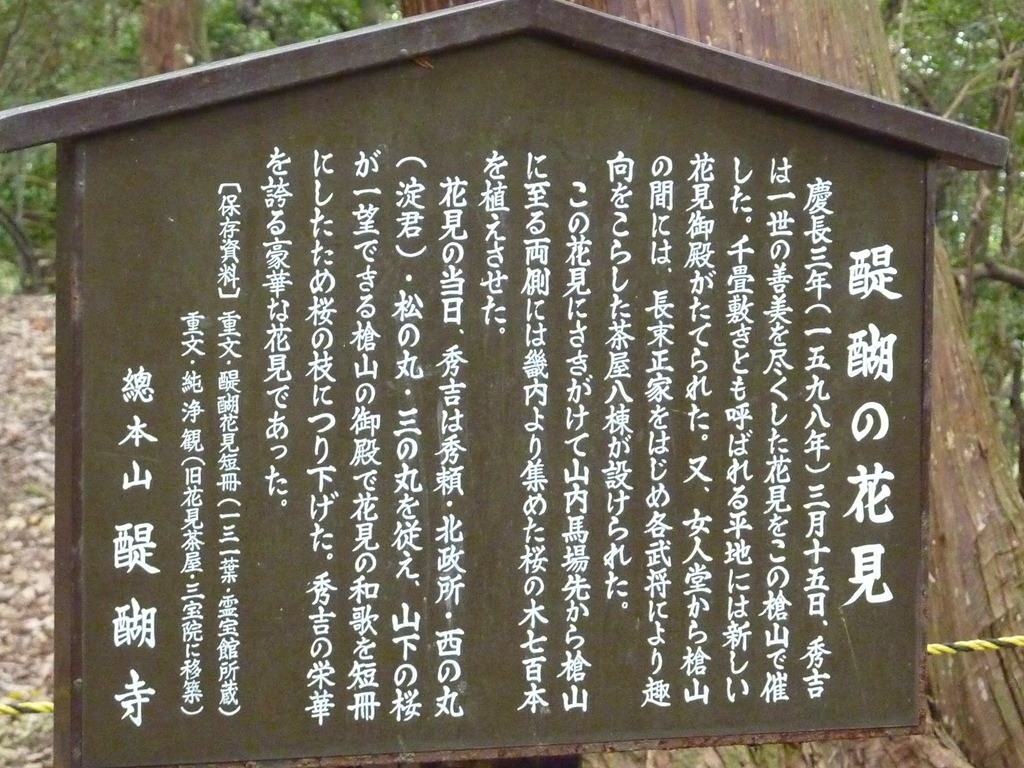 醍醐の花見
慶長三年(一五九八年)三月十五日、秀吉
は一世の善美を尽くした花見をこの槍山で催
した。千畳敷きとも呼ばれる平地には新しい
花見御殿がたてられた。又、女人堂から槍山
の間には、長束正家をはじめ各武将により趣
向をこらした茶屋八棟が設けられた。
この花見にさきがけて山内馬場先から槍山
に至る両側には畿内より集めた桜の木七百本
を植えさせた。
花見の当日、秀吉は秀頼・北政所・西の丸
(淀君)・松の丸・三の丸を従え、山下の桜
が一望できる槍山の御殿で花見の和歌を短冊
にしたため桜の枝につり下げた。秀吉の栄華
を誇る豪華な花見であった。
〔保存資料〕重文・醍醐花見短冊(一三一葉・霊宝館所蔵)
重文・純浄観(旧花見茶屋・三宝院に移築)
總本山 醍醐寺